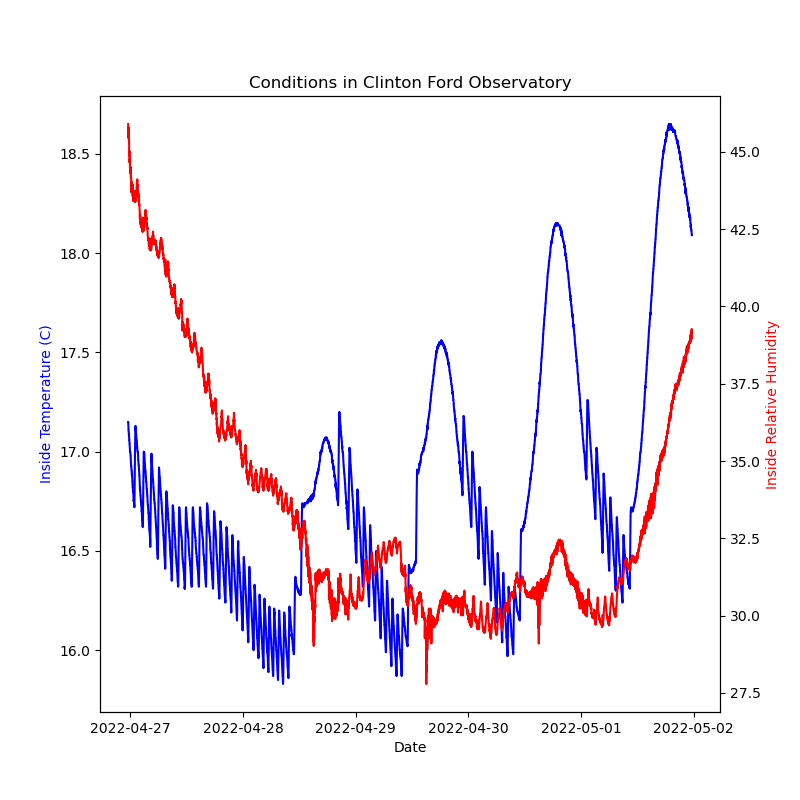 Conditions in Clinton Ford Observatory
18.5
18.0
17.5
17.0
16.5
16.0
Inside Temperature (C)
45.0
42.5
40.0
37.5
35.0
32.5
30.0
27.5
Inside Relative Humidity
2022-04-27 2022-04-28 2022-04-29 2022-04-30 2022-05-01 2022-05-02
Date